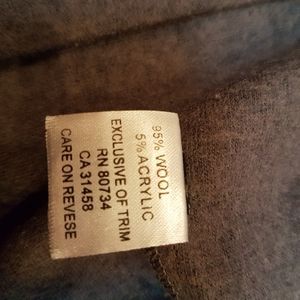 95% WOOL
5% ACRYLIC
EXCLUSIVE OF TRIM
RN 80734
CA 31458
CARE ON REVESE